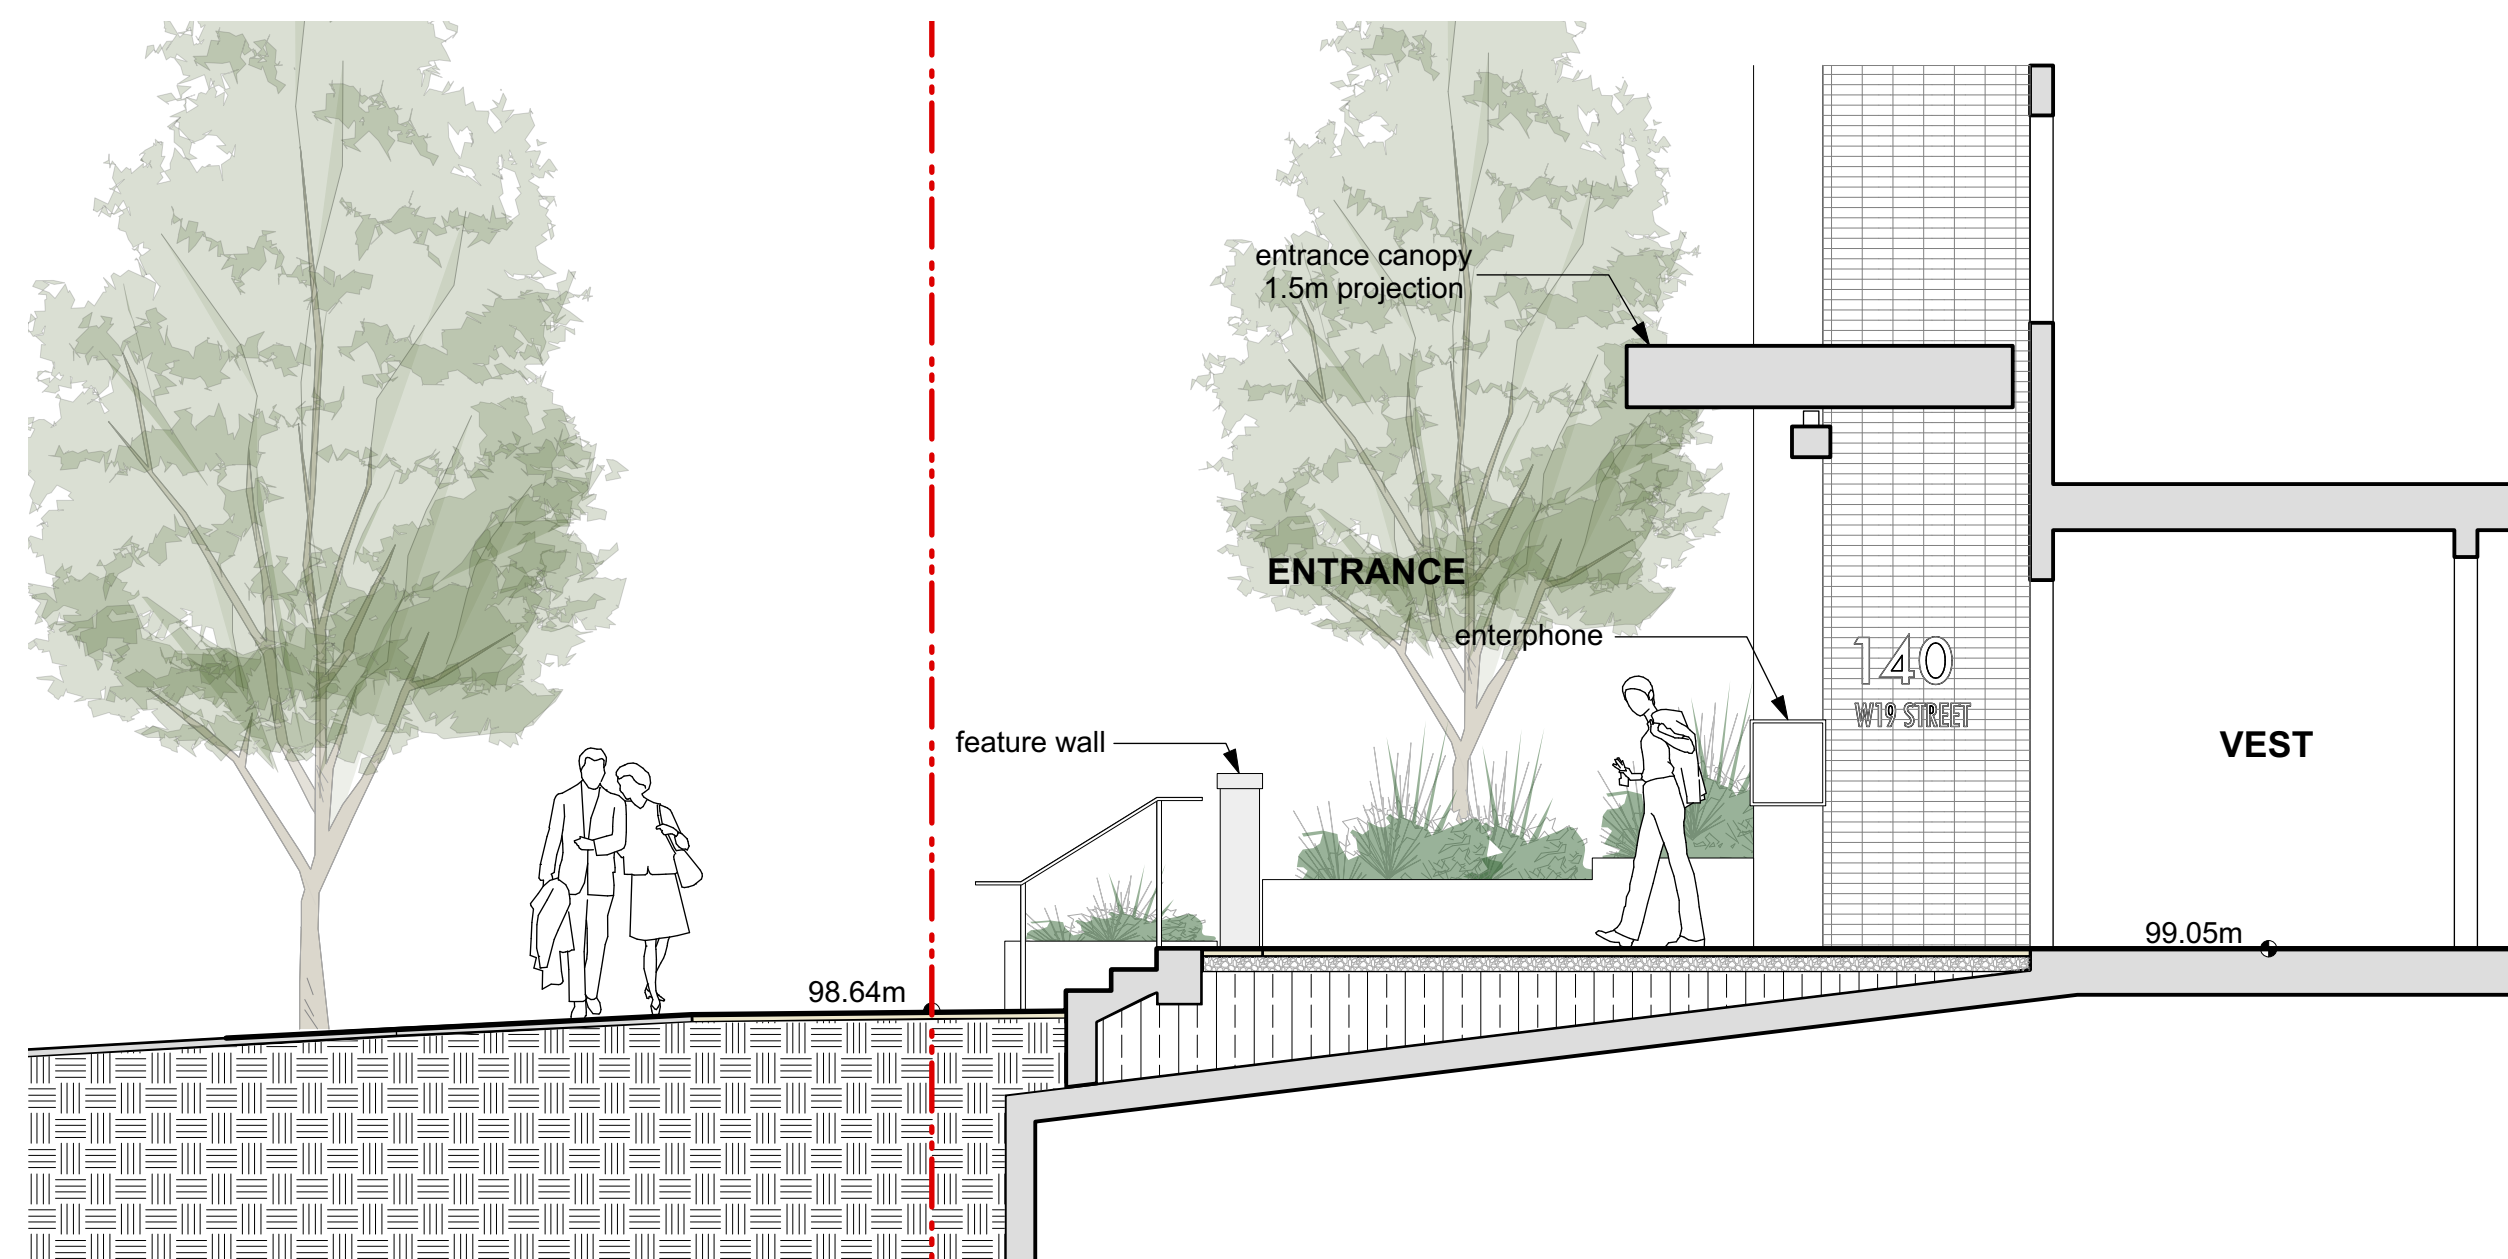 entrance canopy
1.5m projection
ENTRANCE
enterphone
140
W19 STREET
feature wall
VEST
99.05m
98.64m